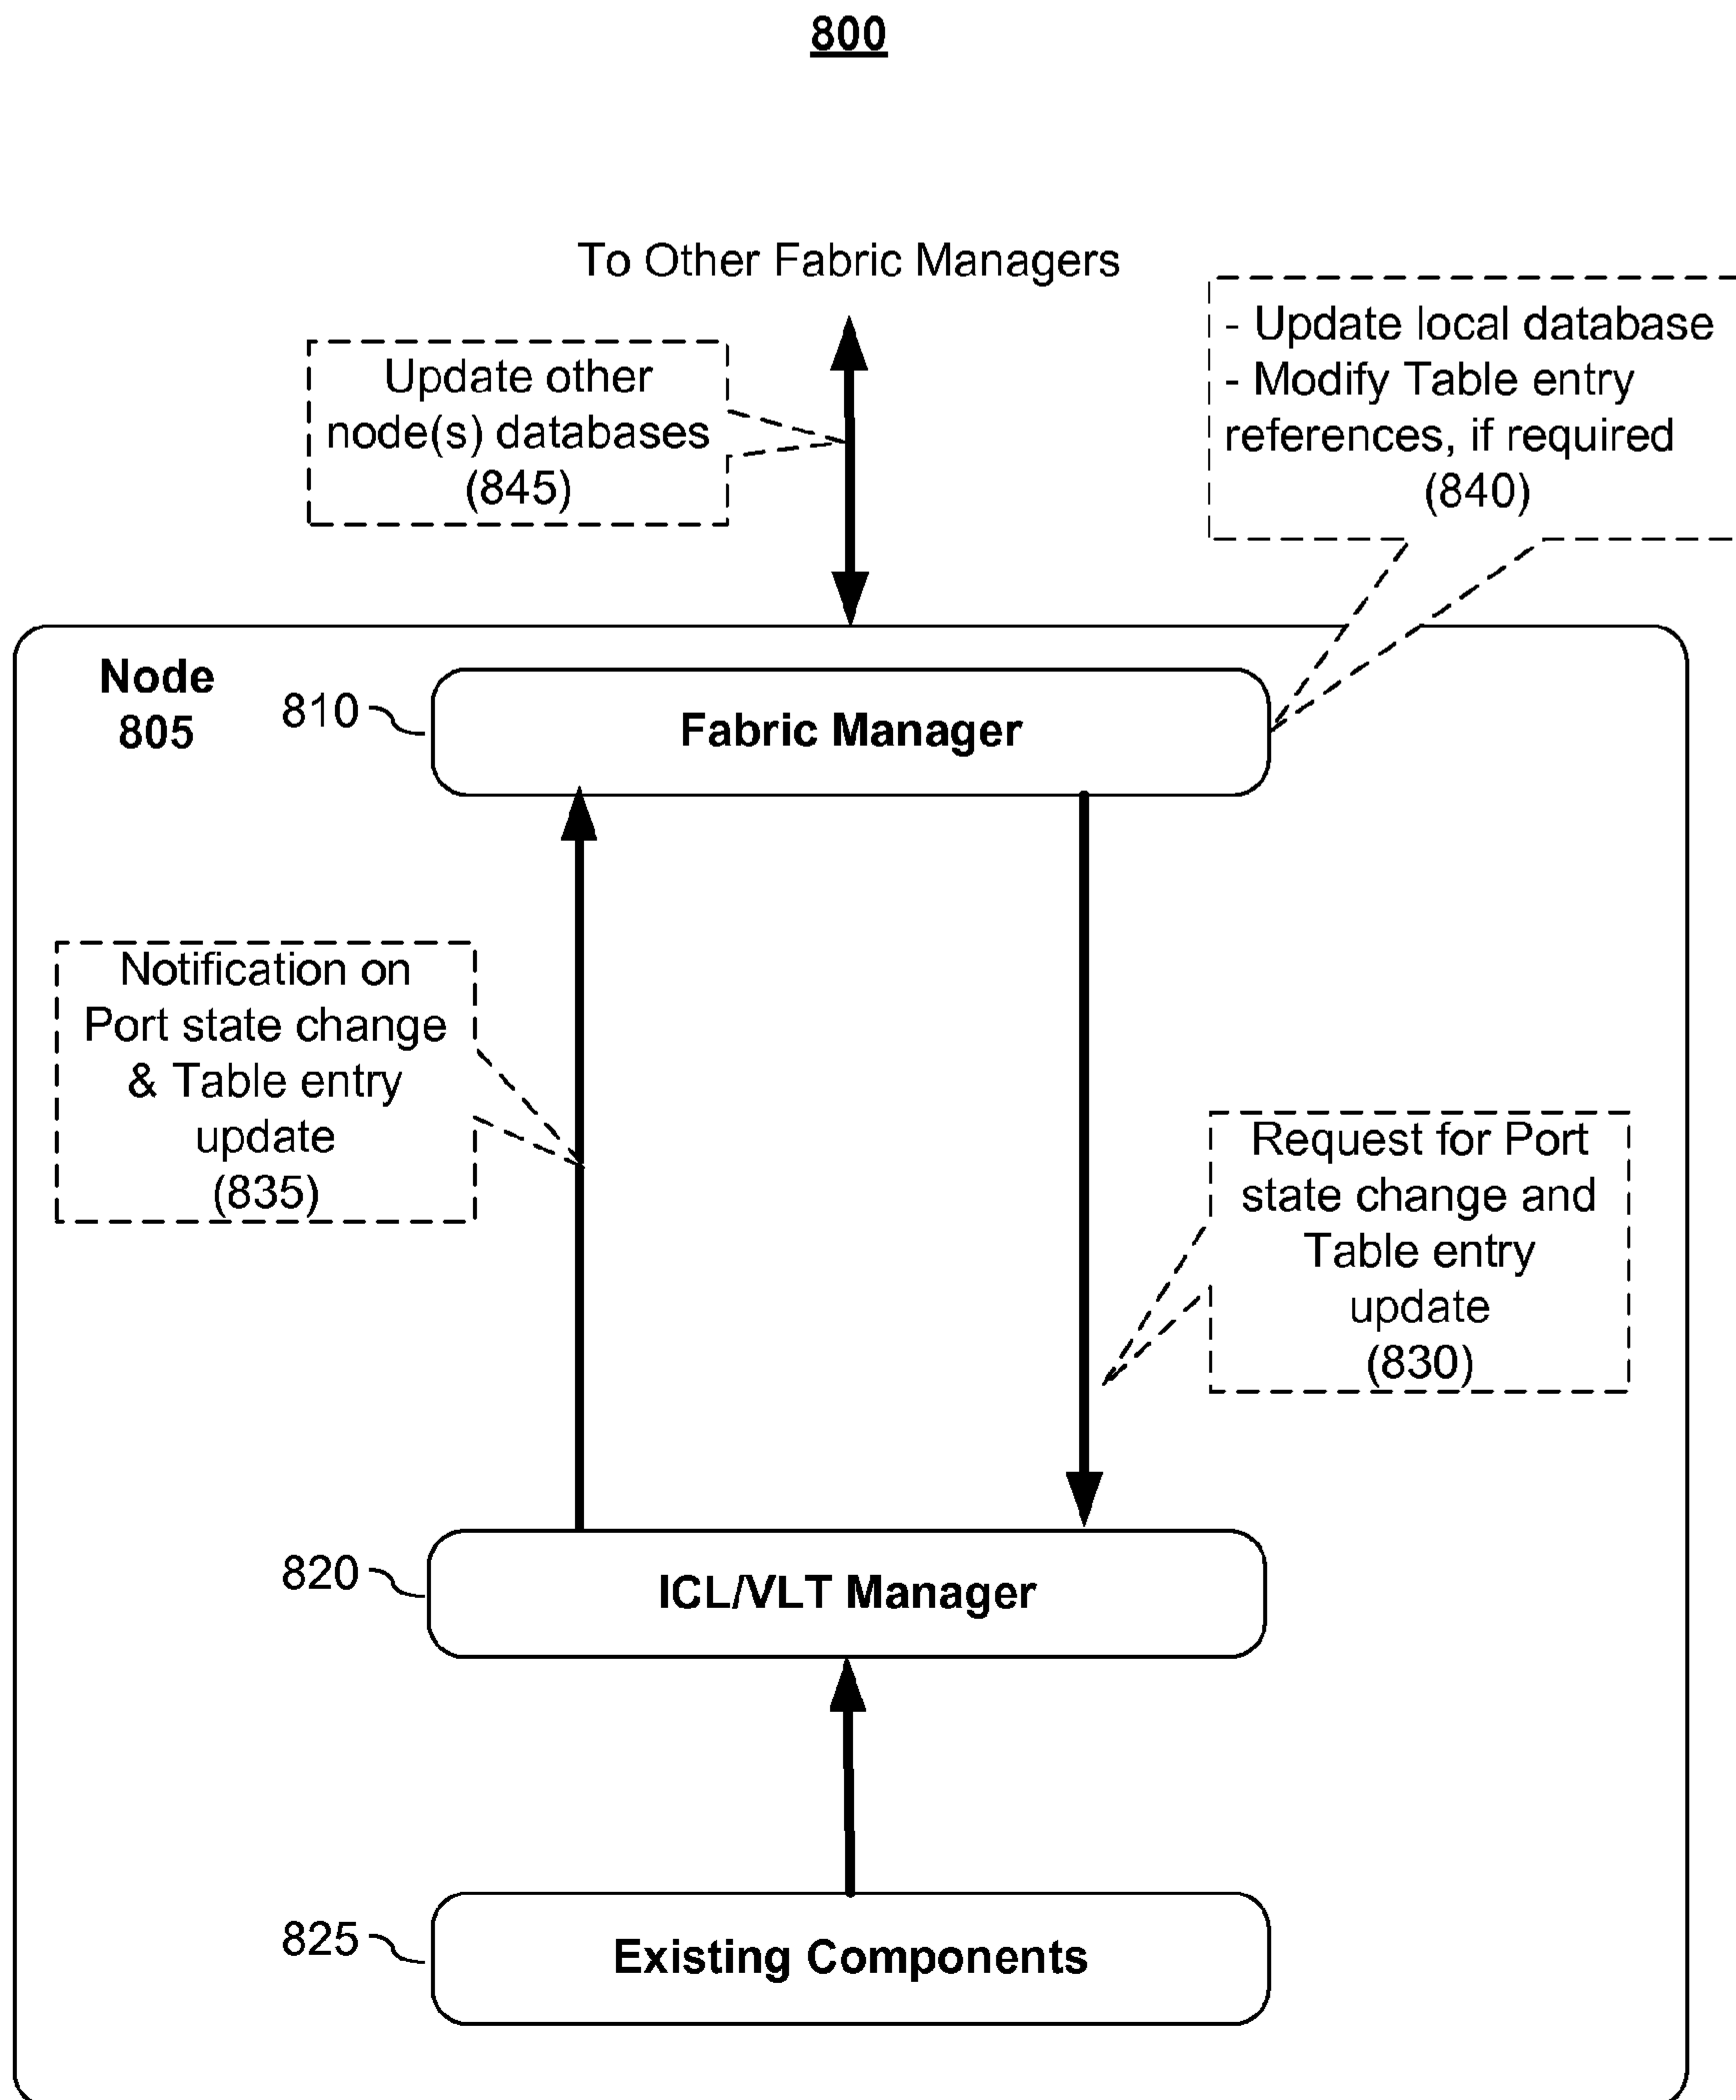 800
To Other Fabric Managers
Update other
node(s) databases
(845)
- Update local database
- Modify Table entry
references, if required
(840)
Node
805
810
Fabric Manager
Notification on
Port state change
& Table entry
update
(835)
Request for Port
state change and
Table entry
update
(830)
820
ICL/VLT Manager
825
Existing Components